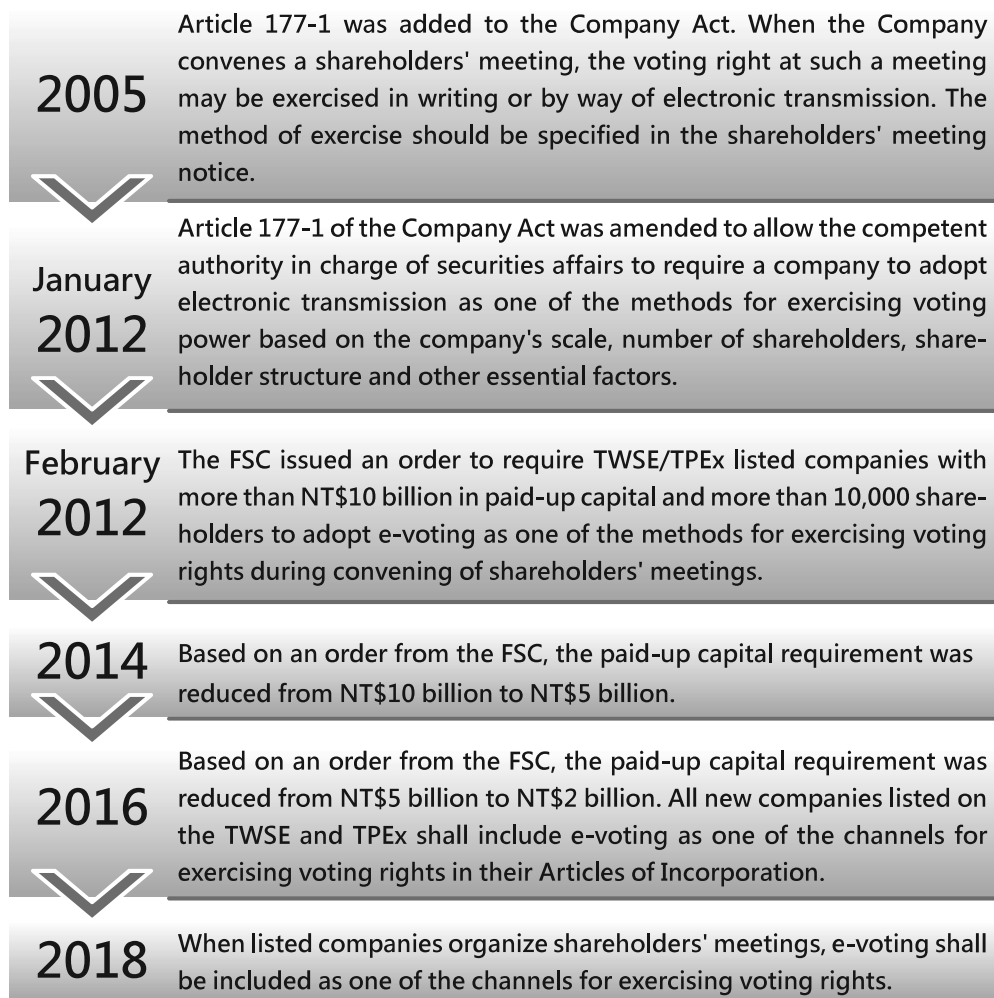 2005
Article 177-1 was added to the Company Act. When the Company
convenes a shareholders' meeting, the voting right at such a meeting
may be exercised in writing or by way of electronic transmission. The
method of exercise should be specified in the shareholders' meeting
notice.
January
2012
Article 177-1 of the Company Act was amended to allow the competent
authority in charge of securities affairs to require a company to adopt
electronic transmission as one of the methods for exercising voting
power based on the company's scale, number of shareholders, share-
holder structure and other essential factors.
February
2012
The FSC issued an order to require TWSE/TPEx listed companies with
more than NT$10 billion in paid-up capital and more than 10,000 share-
holders to adopt e-voting as one of the methods for exercising voting
rights during convening of shareholders' meetings.
2014
Based on an order from the FSC, the paid-up capital requirement was
reduced from NT$10 billion to NT$5 billion.
2016
Based on an order from the FSC, the paid-up capital requirement was
reduced from NT$5 billion to NT$2 billion. All new companies listed on
the TWSE and TPEx shall include e-voting as one of the channels for
exercising voting rights in their Articles of Incorporation.
2018
When listed companies organize shareholders' meetings, e-voting shall
be included as one of the channels for exercising voting rights.